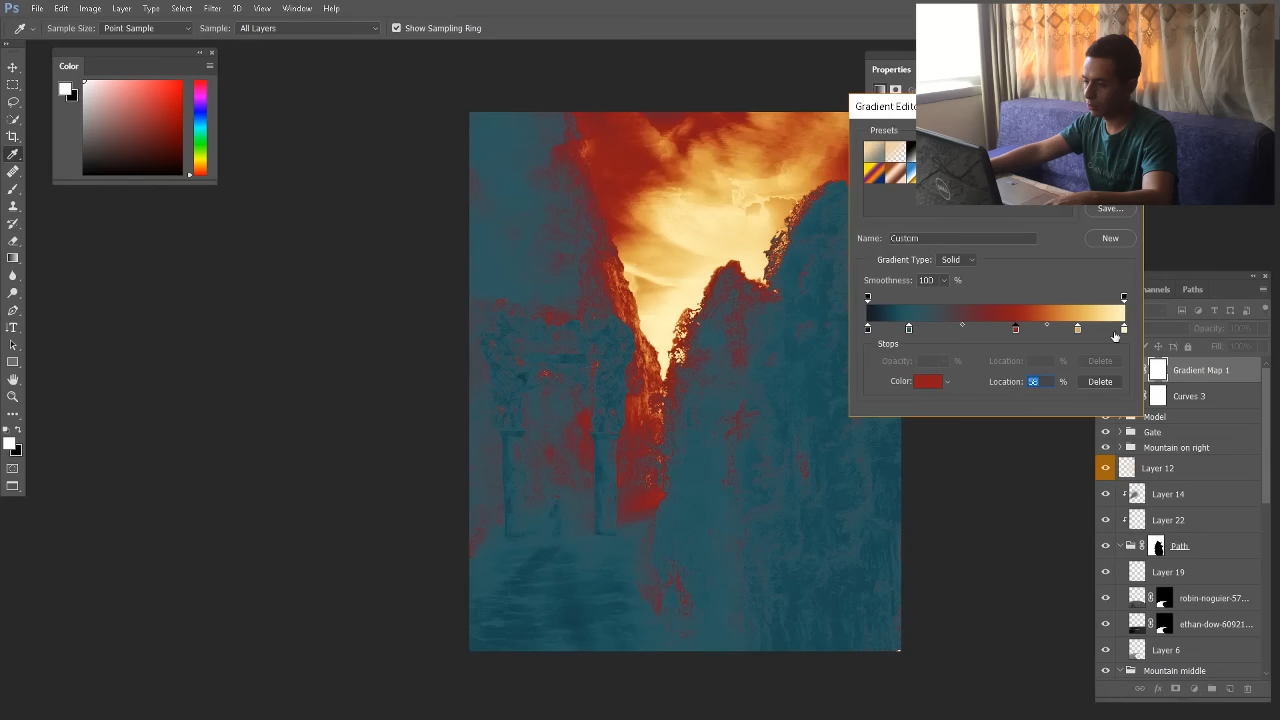 Ps File Edit Image Layer Type Select Filter 3D View Window Help
Sample Size: Point Sample Sample: All Layers Show Sampling Ring
Color
Properties
Gradient Edit
Presets
Save...
Name: Custom New
Gradient Type: Solid
Smoothness: 100 %
Stops
Opacity: % Location: % Delete
Color: Location: 58 % Delete
annels Paths
Opacity: 100%
Fill: 100%
Gradient Map 1
Curves 3
Model
Gate
Mountain on right
Layer 12
Layer 14
Layer 22
Path
Layer 19
robin-noguier-57...
ethan-dow-60921...
Layer 6
Mountain middle
fx